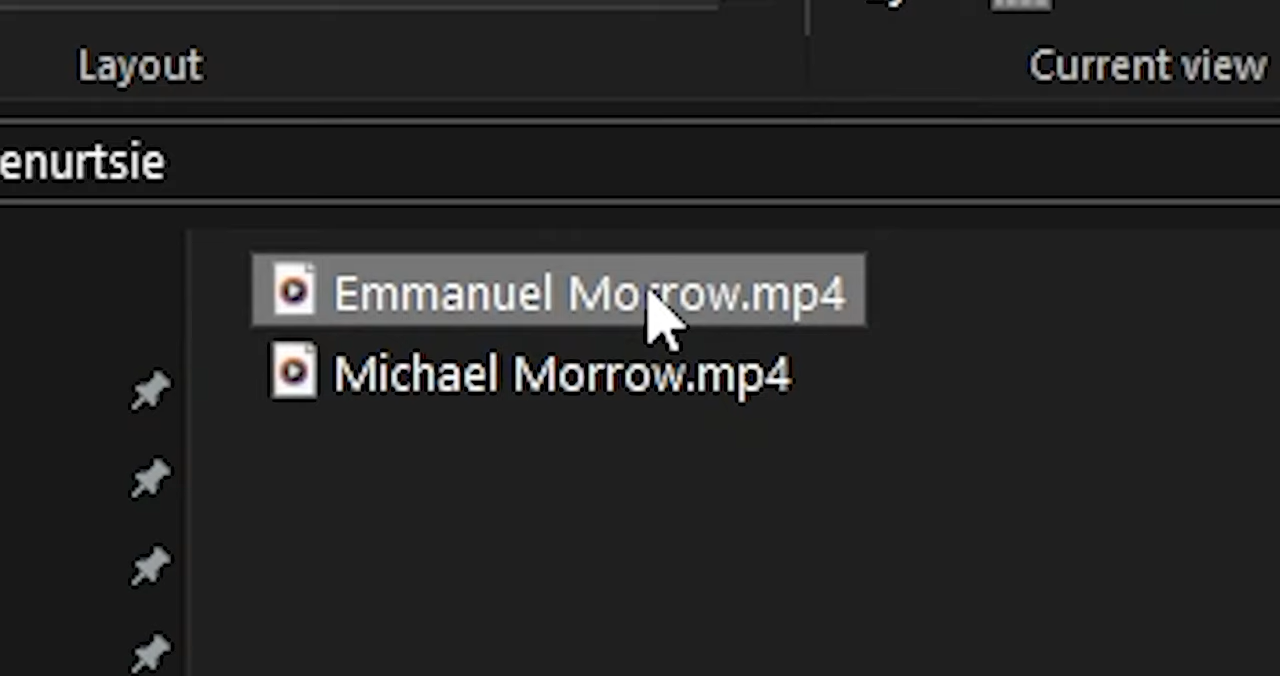 Layout
Current view
enurtsie
Emmanuel Morrow.mp4
Michael Morrow.mp4